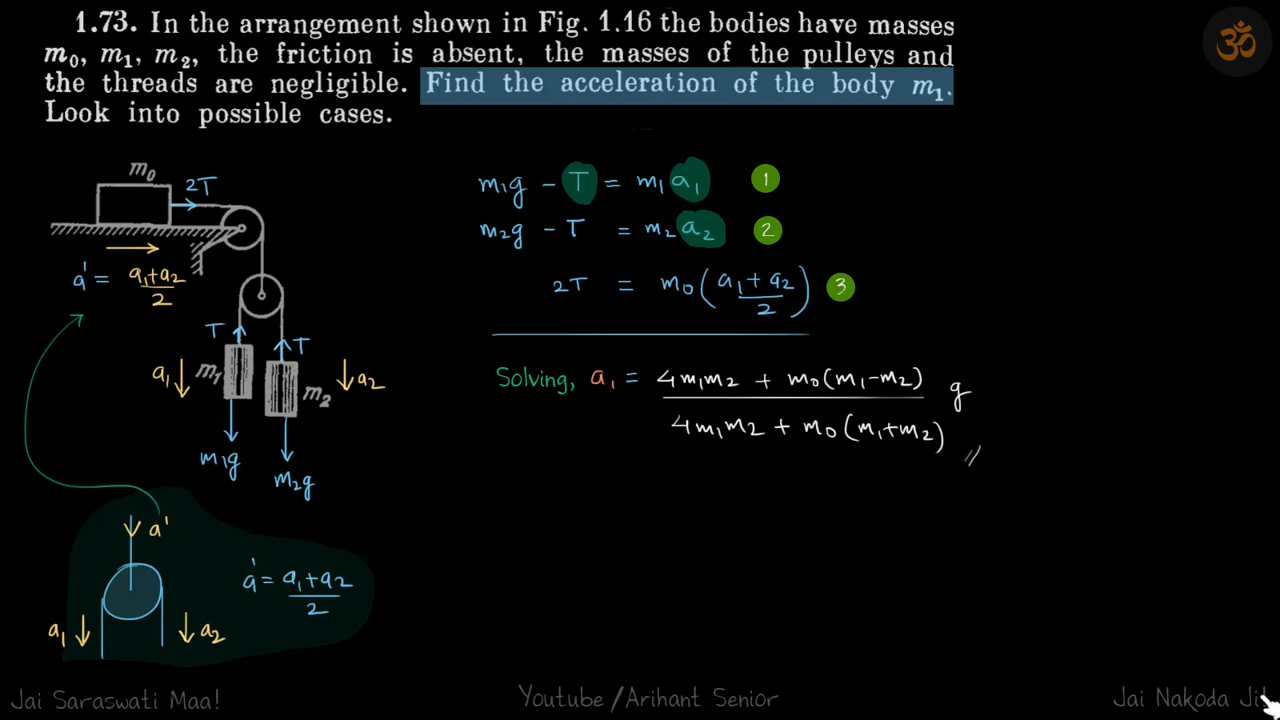 1.73. In the arrangement shown in Fig. 1.16 the bodies have masses
m₀, m₁, m₂, the friction is absent, the masses of the pulleys and
the threads are negligible. Find the acceleration of the body m₁.
Look into possible cases.
ॐ
m₀
2T
a' = (a₁+a₂)/2
T
T
a₁
m₁
m₂
a₂
m₁g
m₂g
a'
a' = (a₁+a₂)/2
a₁
a₂
m₁g − T = m₁a₁ 1
m₂g − T = m₂a₂ 2
2T = m₀((a₁+a₂)/2) 3
Solving, a₁ = (4m₁m₂ + m₀(m₁−m₂))/(4m₁m₂ + m₀(m₁+m₂)) g //
Jai Saraswati Maa!
Youtube /Arihant Senior
Jai Nakoda Ji!